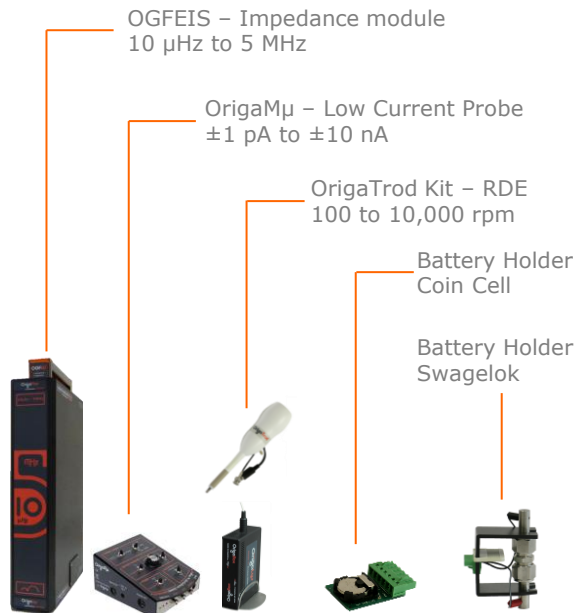 OGFEIS – Impedance module
10 µHz to 5 MHz
OrigaMµ – Low Current Probe
±1 pA to ±10 nA
OrigaTrod Kit – RDE
100 to 10,000 rpm
Battery Holder
Coin Cell
Battery Holder
Swagelok